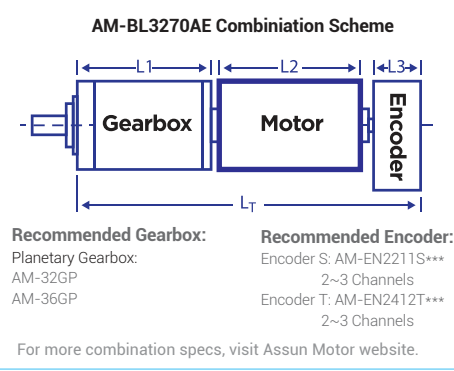 AM-BL3270AE Combiniation Scheme
L1 L2 L3
Gearbox Motor Encoder
LT
Recommended Gearbox:
Planetary Gearbox:
AM-32GP
AM-36GP
Recommended Encoder:
Encoder S: AM-EN2211S***
2~3 Channels
Encoder T: AM-EN2412T***
2~3 Channels
For more combination specs, visit Assun Motor website.